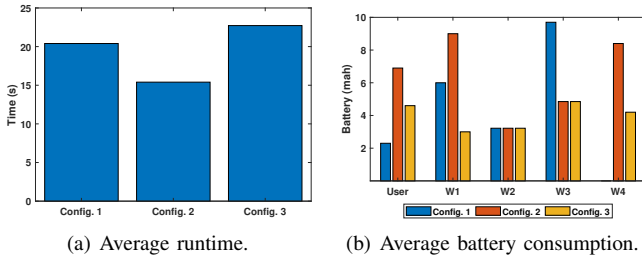 25
20
15
10
5
0
Time (s)
Config. 1 Config. 2 Config. 3
(a) Average runtime.
10
8
6
4
2
Battery (mah)
User W1 W2 W3 W4
Config. 1 Config. 2 Config. 3
(b) Average battery consumption.